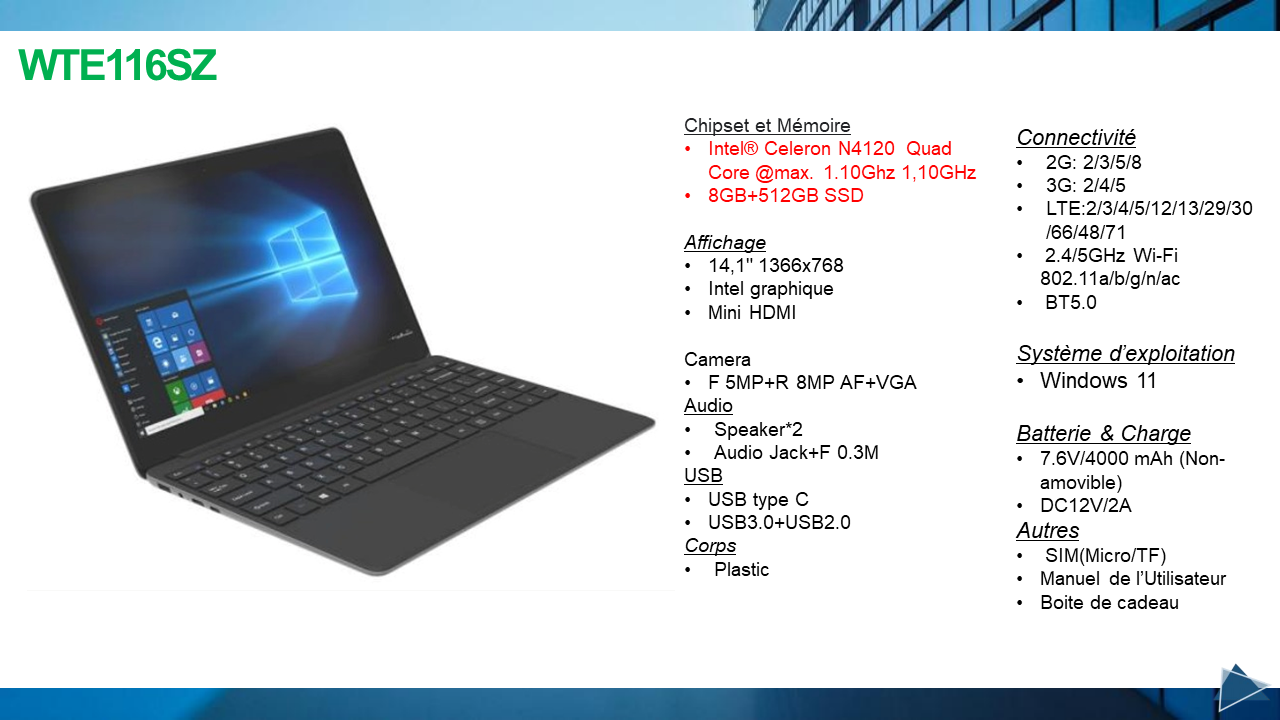 WTE116SZ
Chipset et Mémoire
• Intel® Celeron N4120 Quad
Core @max. 1.10Ghz 1,10GHz
• 8GB+512GB SSD
Affichage
• 14,1" 1366x768
• Intel graphique
• Mini HDMI
Camera
• F 5MP+R 8MP AF+VGA
Audio
• Speaker*2
• Audio Jack+F 0.3M
USB
• USB type C
• USB3.0+USB2.0
Corps
• Plastic
Connectivité
• 2G: 2/3/5/8
• 3G: 2/4/5
• LTE:2/3/4/5/12/13/29/30
/66/48/71
• 2.4/5GHz Wi-Fi
802.11a/b/g/n/ac
• BT5.0
Système d’exploitation
• Windows 11
Batterie & Charge
• 7.6V/4000 mAh (Non-
amovible)
• DC12V/2A
Autres
• SIM(Micro/TF)
• Manuel de l’Utilisateur
• Boite de cadeau